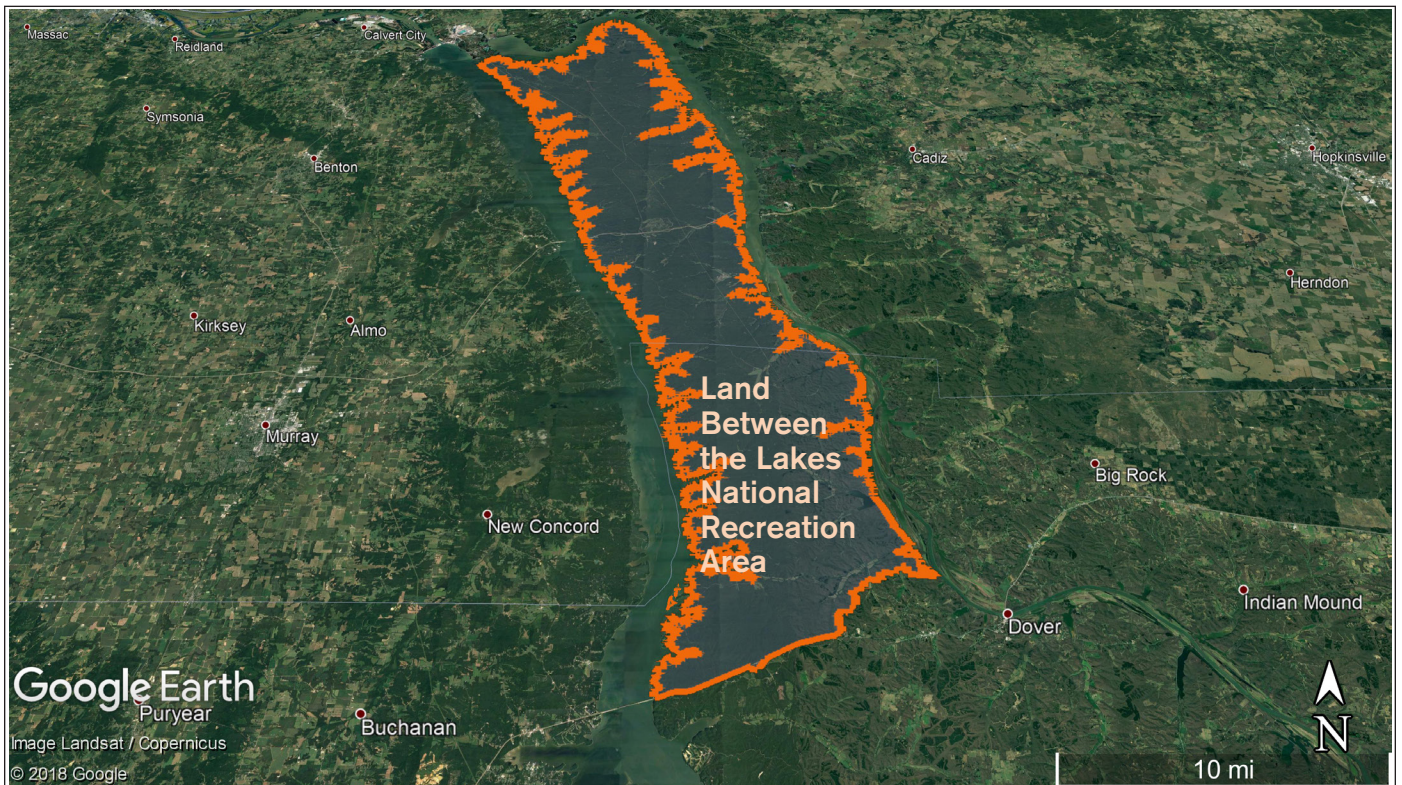 Massac
Reidland
Calvert City
Symsonia
Benton
Cadiz
Hopkinsville
Herndon
Kirksey
Almo
Land
Between
the Lakes
National
Recreation
Area
Murray
Big Rock
New Concord
Indian Mound
Dover
Google Earth
Puryear
Buchanan
Image Landsat / Copernicus
© 2018 Google
N
10 mi